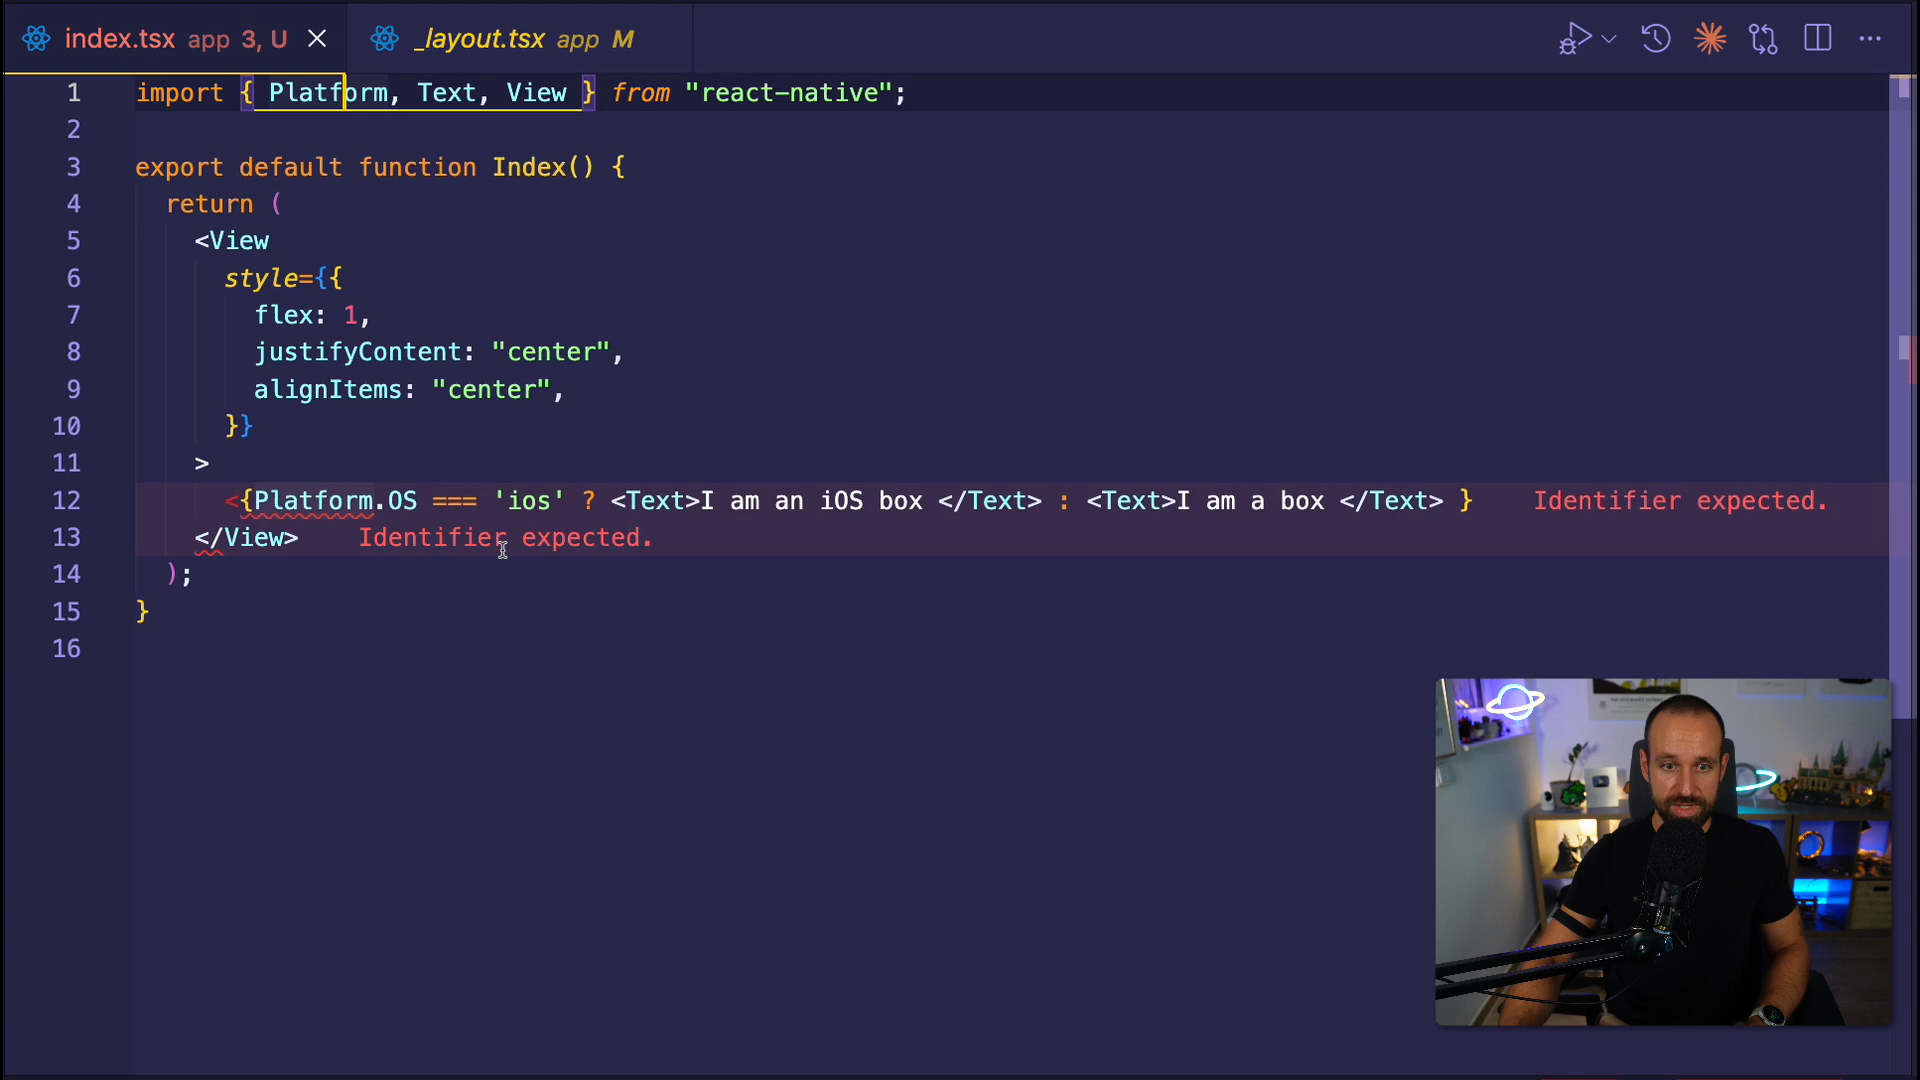 index.tsx app 3, U
_layout.tsx app M
1 import { Platform, Text, View } from "react-native";
2
3 export default function Index() {
4 return (
5 <View
6 style={{
7 flex: 1,
8 justifyContent: "center",
9 alignItems: "center",
10 }}
11 >
12 <{Platform.OS === 'ios' ? <Text>I am an iOS box </Text> : <Text>I am a box </Text> } Identifier expected.
13 </View> Identifier expected.
14 );
15 }
16